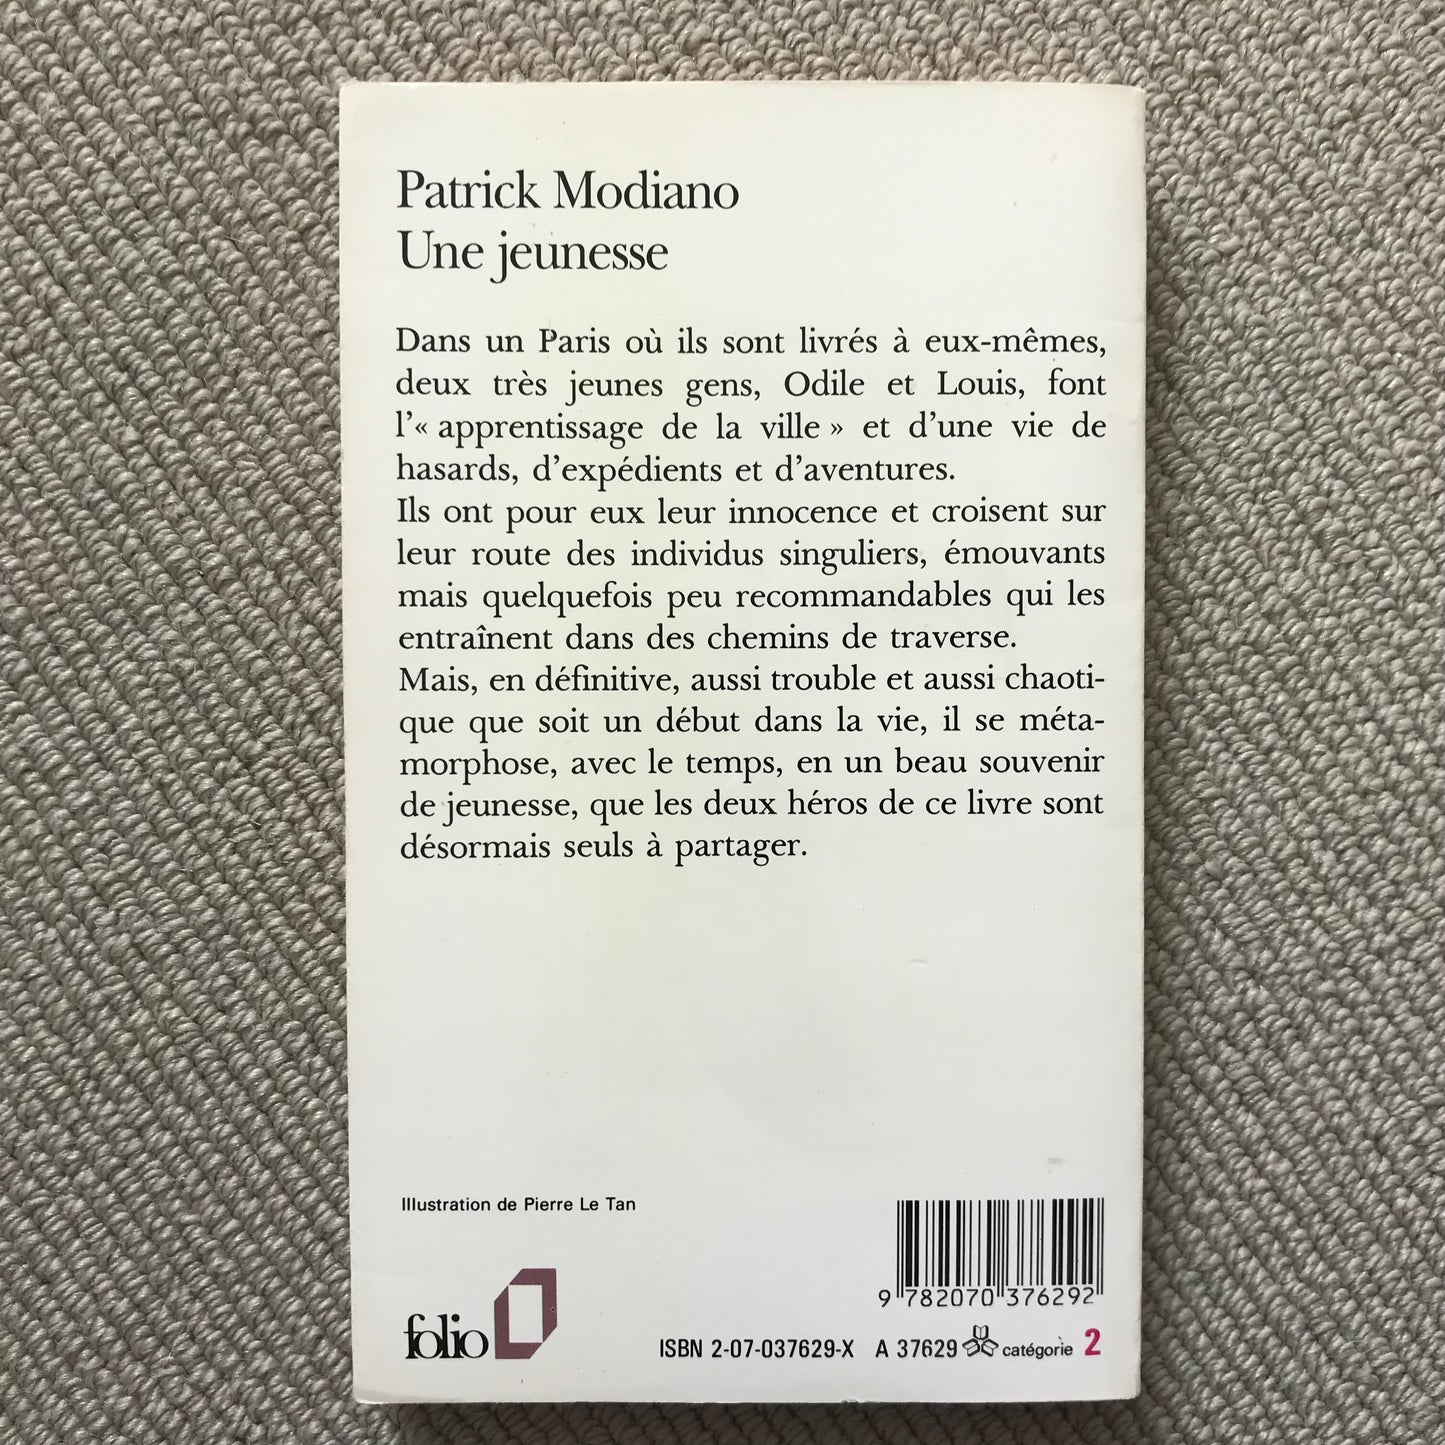 Patrick Modiano
Une jeunesse
Dans un Paris où ils sont livrés à eux-mêmes,
deux très jeunes gens, Odile et Louis, font
l'« apprentissage de la ville » et d'une vie de
hasards, d'expédients et d'aventures.
Ils ont pour eux leur innocence et croisent sur
leur route des individus singuliers, émouvants
mais quelquefois peu recommandables qui les
entraînent dans des chemins de traverse.
Mais, en définitive, aussi trouble et aussi chaoti-
que que soit un début dans la vie, il se méta-
morphose, avec le temps, en un beau souvenir
de jeunesse, que les deux héros de ce livre sont
désormais seuls à partager.
Illustration de Pierre Le Tan
9 782070 376292
folio
ISBN 2-07-037629-X A 37629 catégorie 2